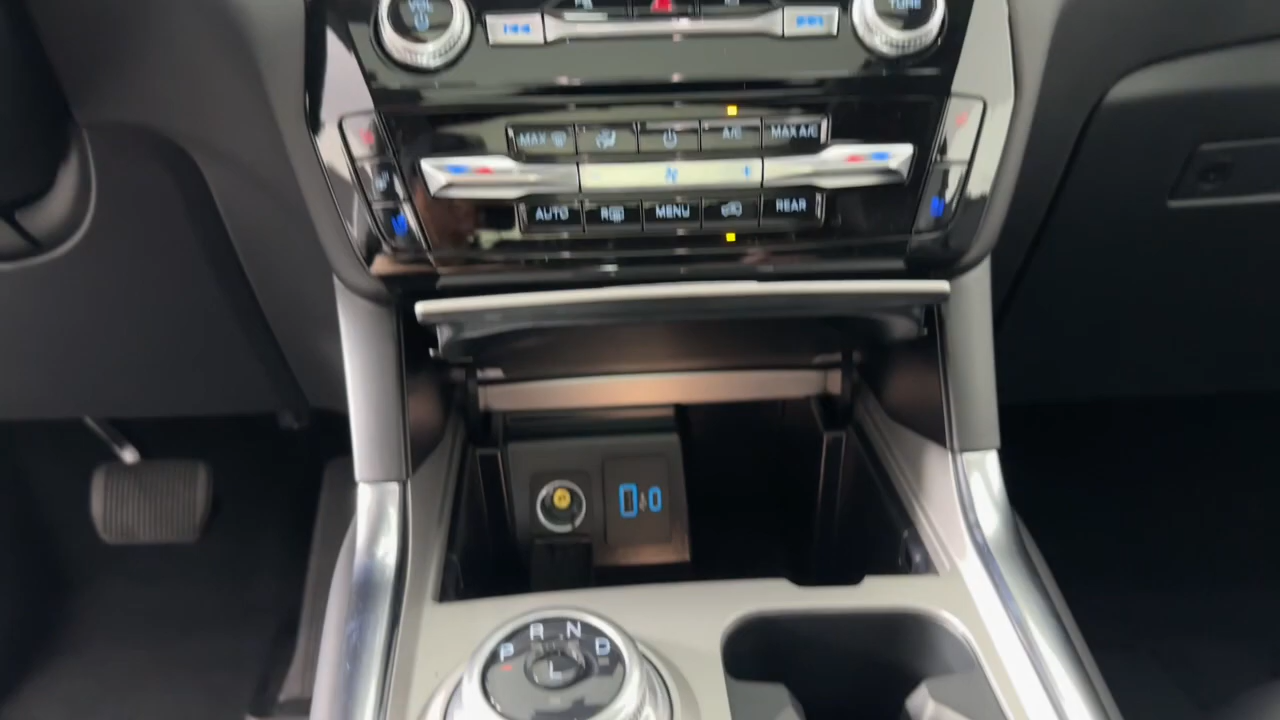 VOL
TUNE
MAX
A/C
MAX A/C
AUTO
R
MENU
REAR
P R N D
L